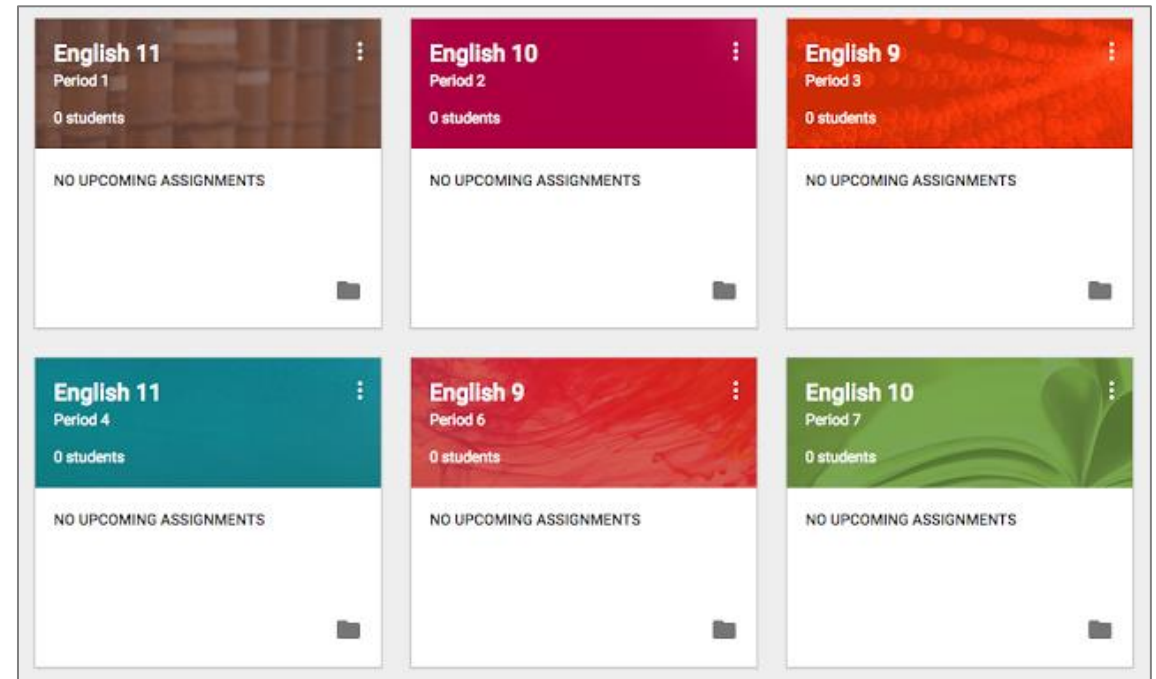 English 11
Period 1
0 students
NO UPCOMING ASSIGNMENTS
English 10
Period 2
0 students
NO UPCOMING ASSIGNMENTS
English 9
Period 3
0 students
NO UPCOMING ASSIGNMENTS
English 11
Period 4
0 students
NO UPCOMING ASSIGNMENTS
English 9
Period 6
0 students
NO UPCOMING ASSIGNMENTS
English 10
Period 7
0 students
NO UPCOMING ASSIGNMENTS